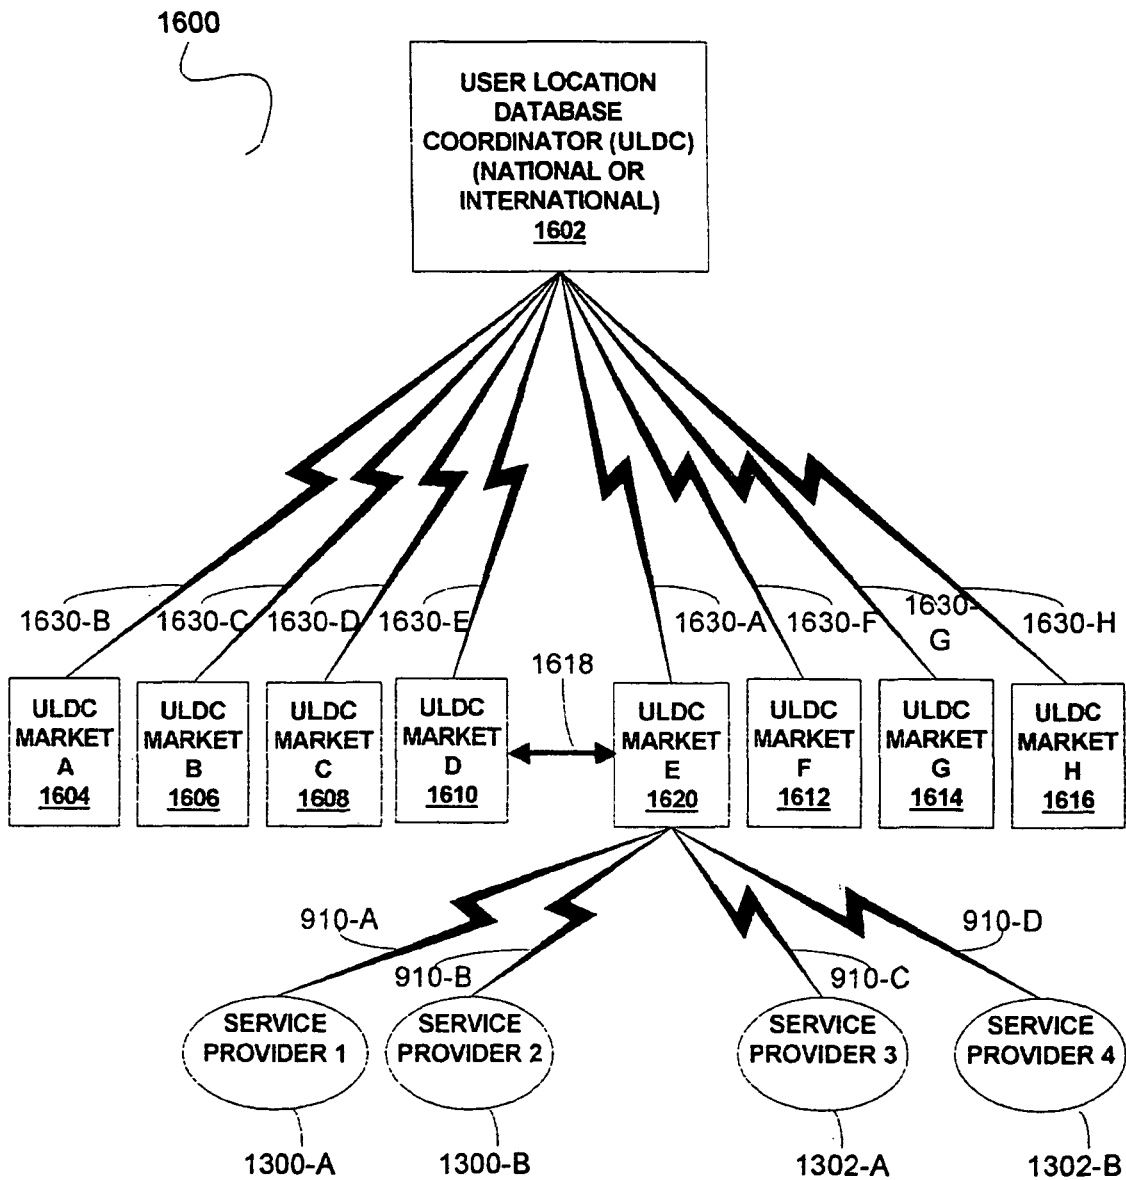 1600
USER LOCATION
DATABASE
COORDINATOR (ULDC)
(NATIONAL OR
INTERNATIONAL)
1602
1630-B
1630-C
1630-D
1630-E
1630-A
1630-F
1630-
G
1630-H
1618
ULDC
MARKET
A
1604
ULDC
MARKET
B
1606
ULDC
MARKET
C
1608
ULDC
MARKET
D
1610
ULDC
MARKET
E
1620
ULDC
MARKET
F
1612
ULDC
MARKET
G
1614
ULDC
MARKET
H
1616
910-A
910-B
910-C
910-D
SERVICE
PROVIDER 1
SERVICE
PROVIDER 2
SERVICE
PROVIDER 3
SERVICE
PROVIDER 4
1300-A
1300-B
1302-A
1302-B